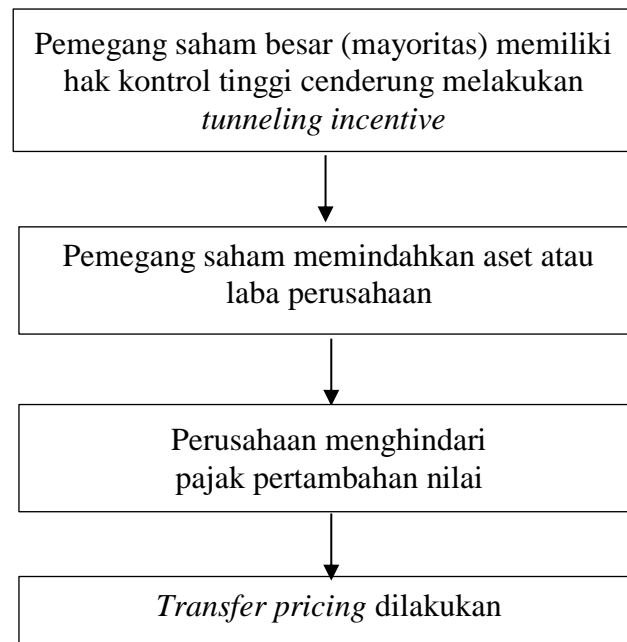 Pemegang saham besar (mayoritas) memiliki
hak kontrol tinggi cenderung melakukan
tunneling incentive
Pemegang saham memindahkan aset atau
laba perusahaan
Perusahaan menghindari
pajak pertambahan nilai
Transfer pricing dilakukan